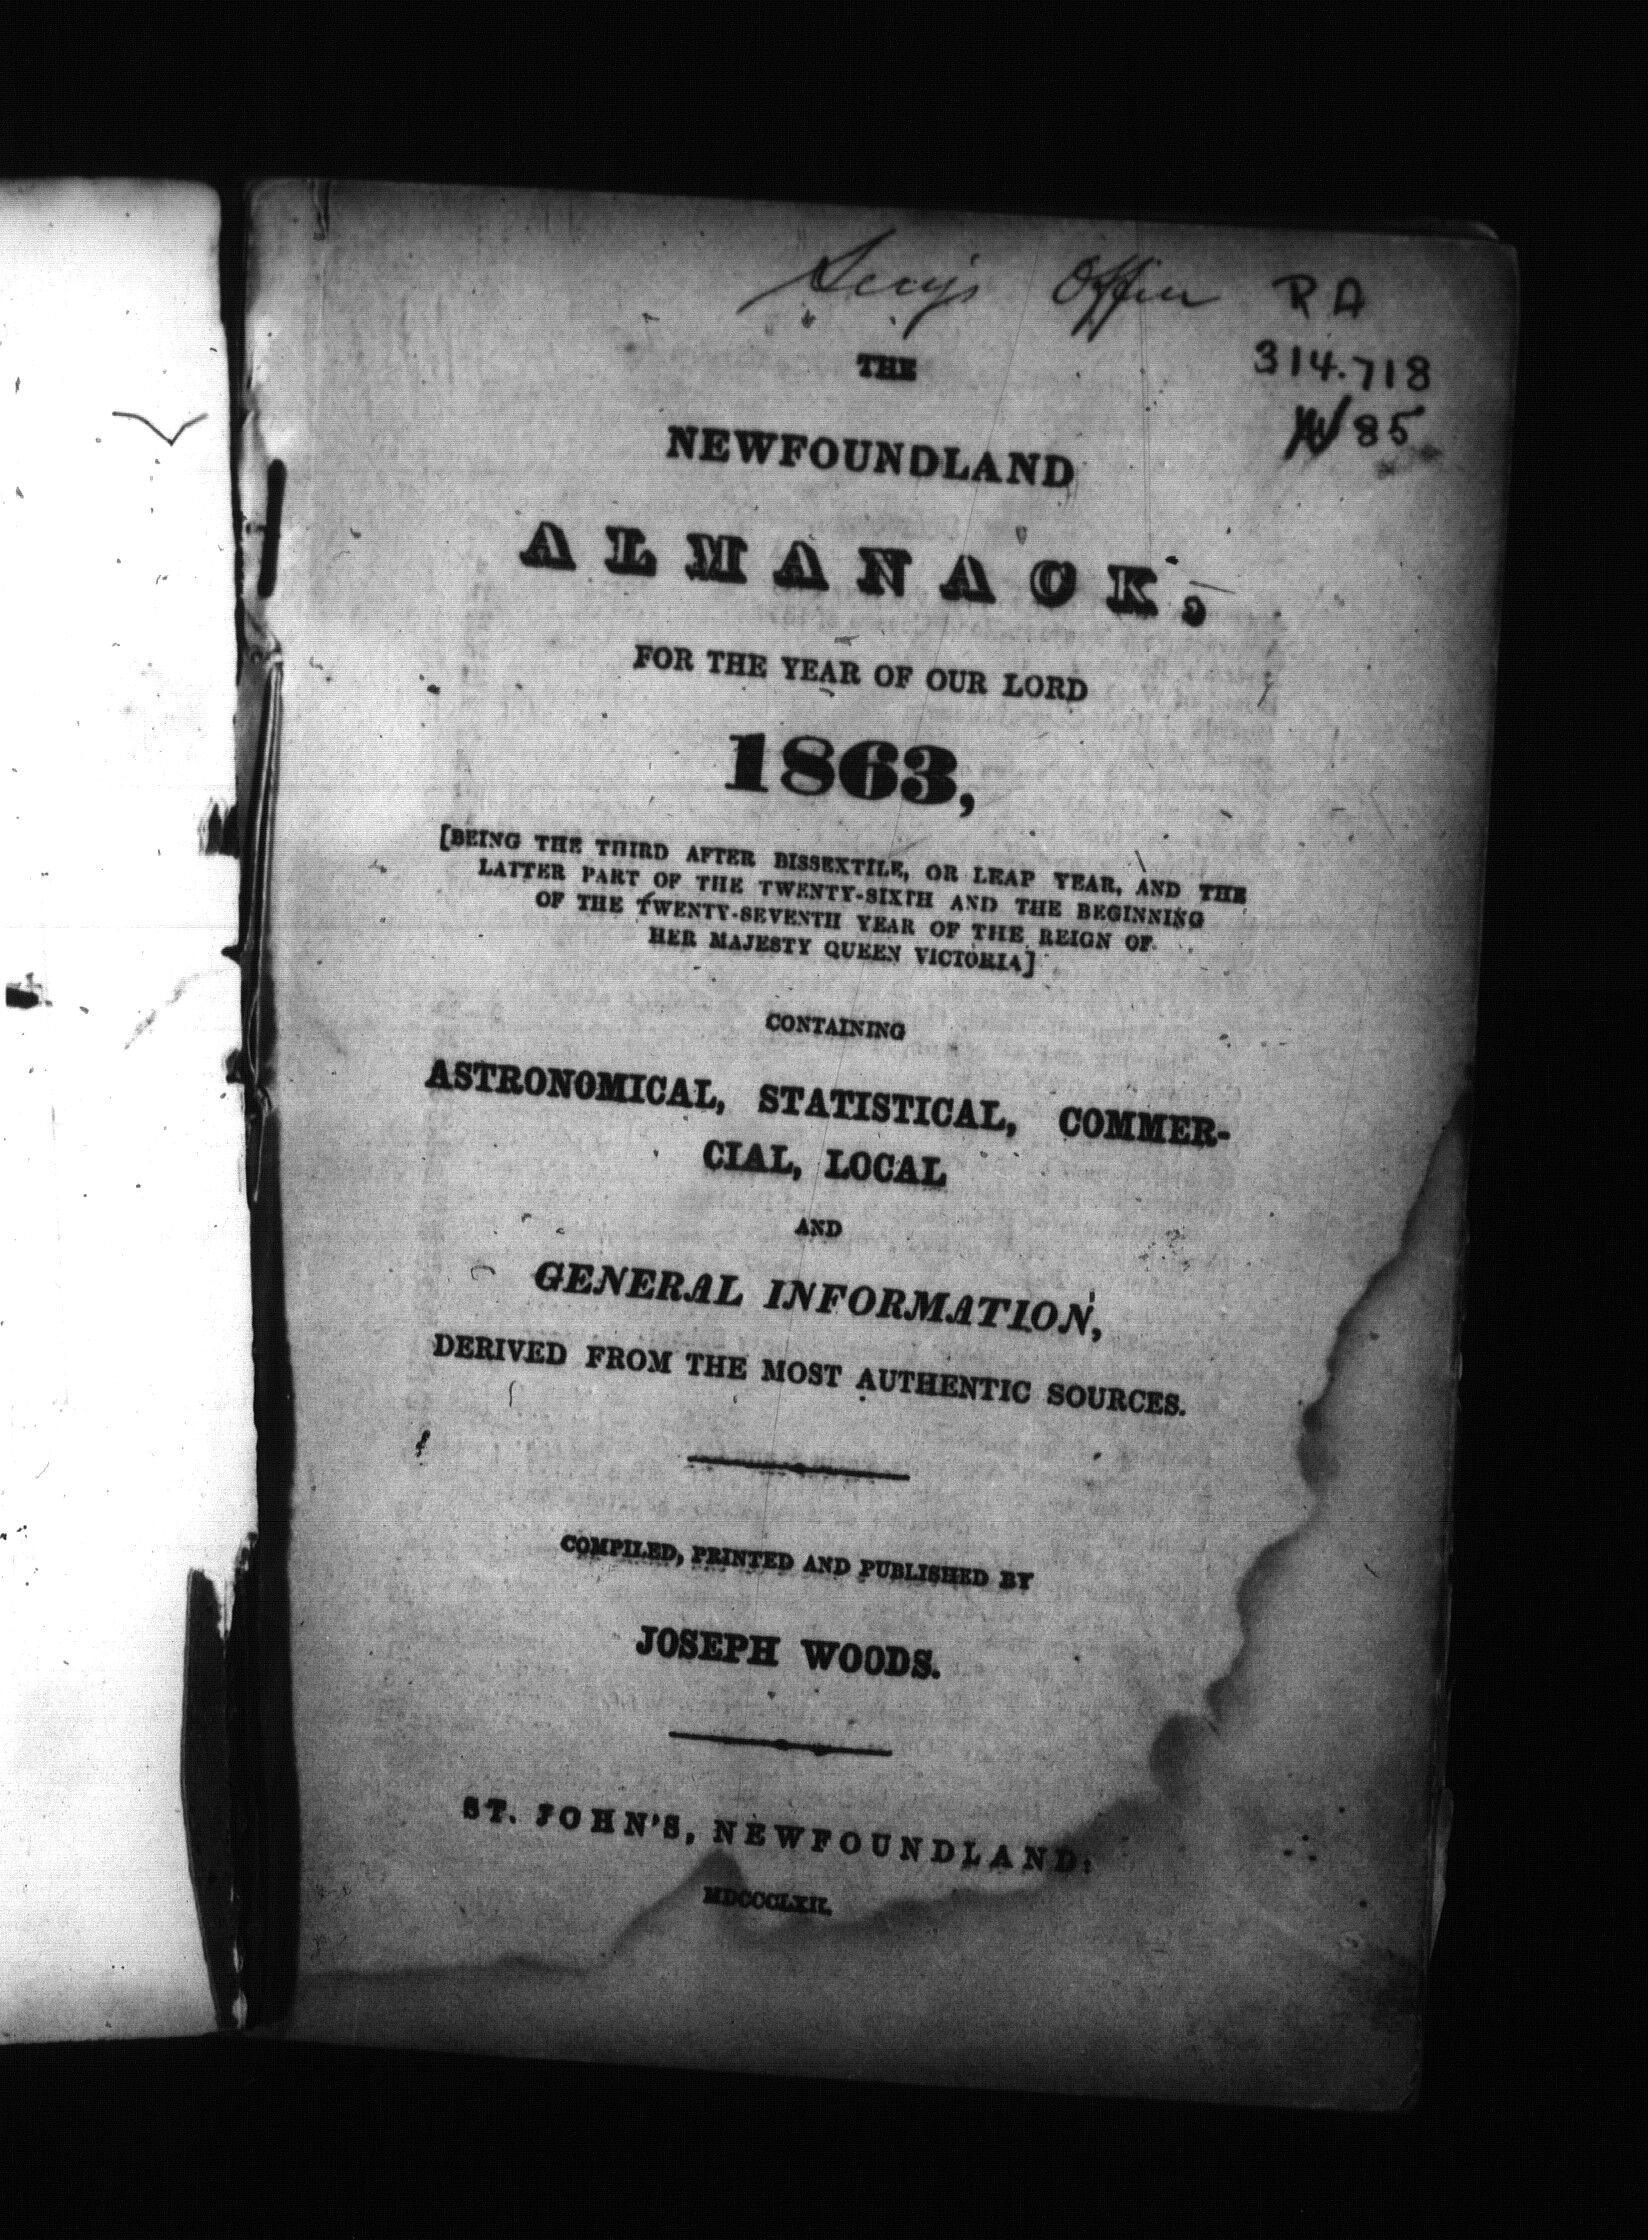 Secy's Office
RA
314.718
W85
THE
NEWFOUNDLAND
ALMANACK,
FOR THE YEAR OF OUR LORD
1863,
[BEING THE THIRD AFTER BISSEXTILE, OR LEAP YEAR, AND THE
LATTER PART OF THE TWENTY-SIXTH AND THE BEGINNING
OF THE TWENTY-SEVENTH YEAR OF THE REIGN OF
HER MAJESTY QUEEN VICTORIA]
CONTAINING
ASTRONOMICAL, STATISTICAL, COMMER-
CIAL, LOCAL
AND
GENERAL INFORMATION,
DERIVED FROM THE MOST AUTHENTIC SOURCES.
COMPILED, PRINTED AND PUBLISHED BY
JOSEPH WOODS.
ST. JOHN'S, NEWFOUNDLAND:
MDCCCLXII.